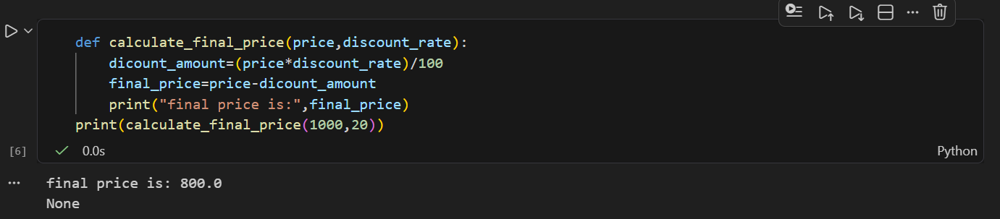 def calculate_final_price(price,discount_rate):
    dicount_amount=(price*discount_rate)/100
    final_price=price-dicount_amount
    print("final price is:",final_price)
print(calculate_final_price(1000,20))
[6] 0.0s Python
final price is: 800.0
None